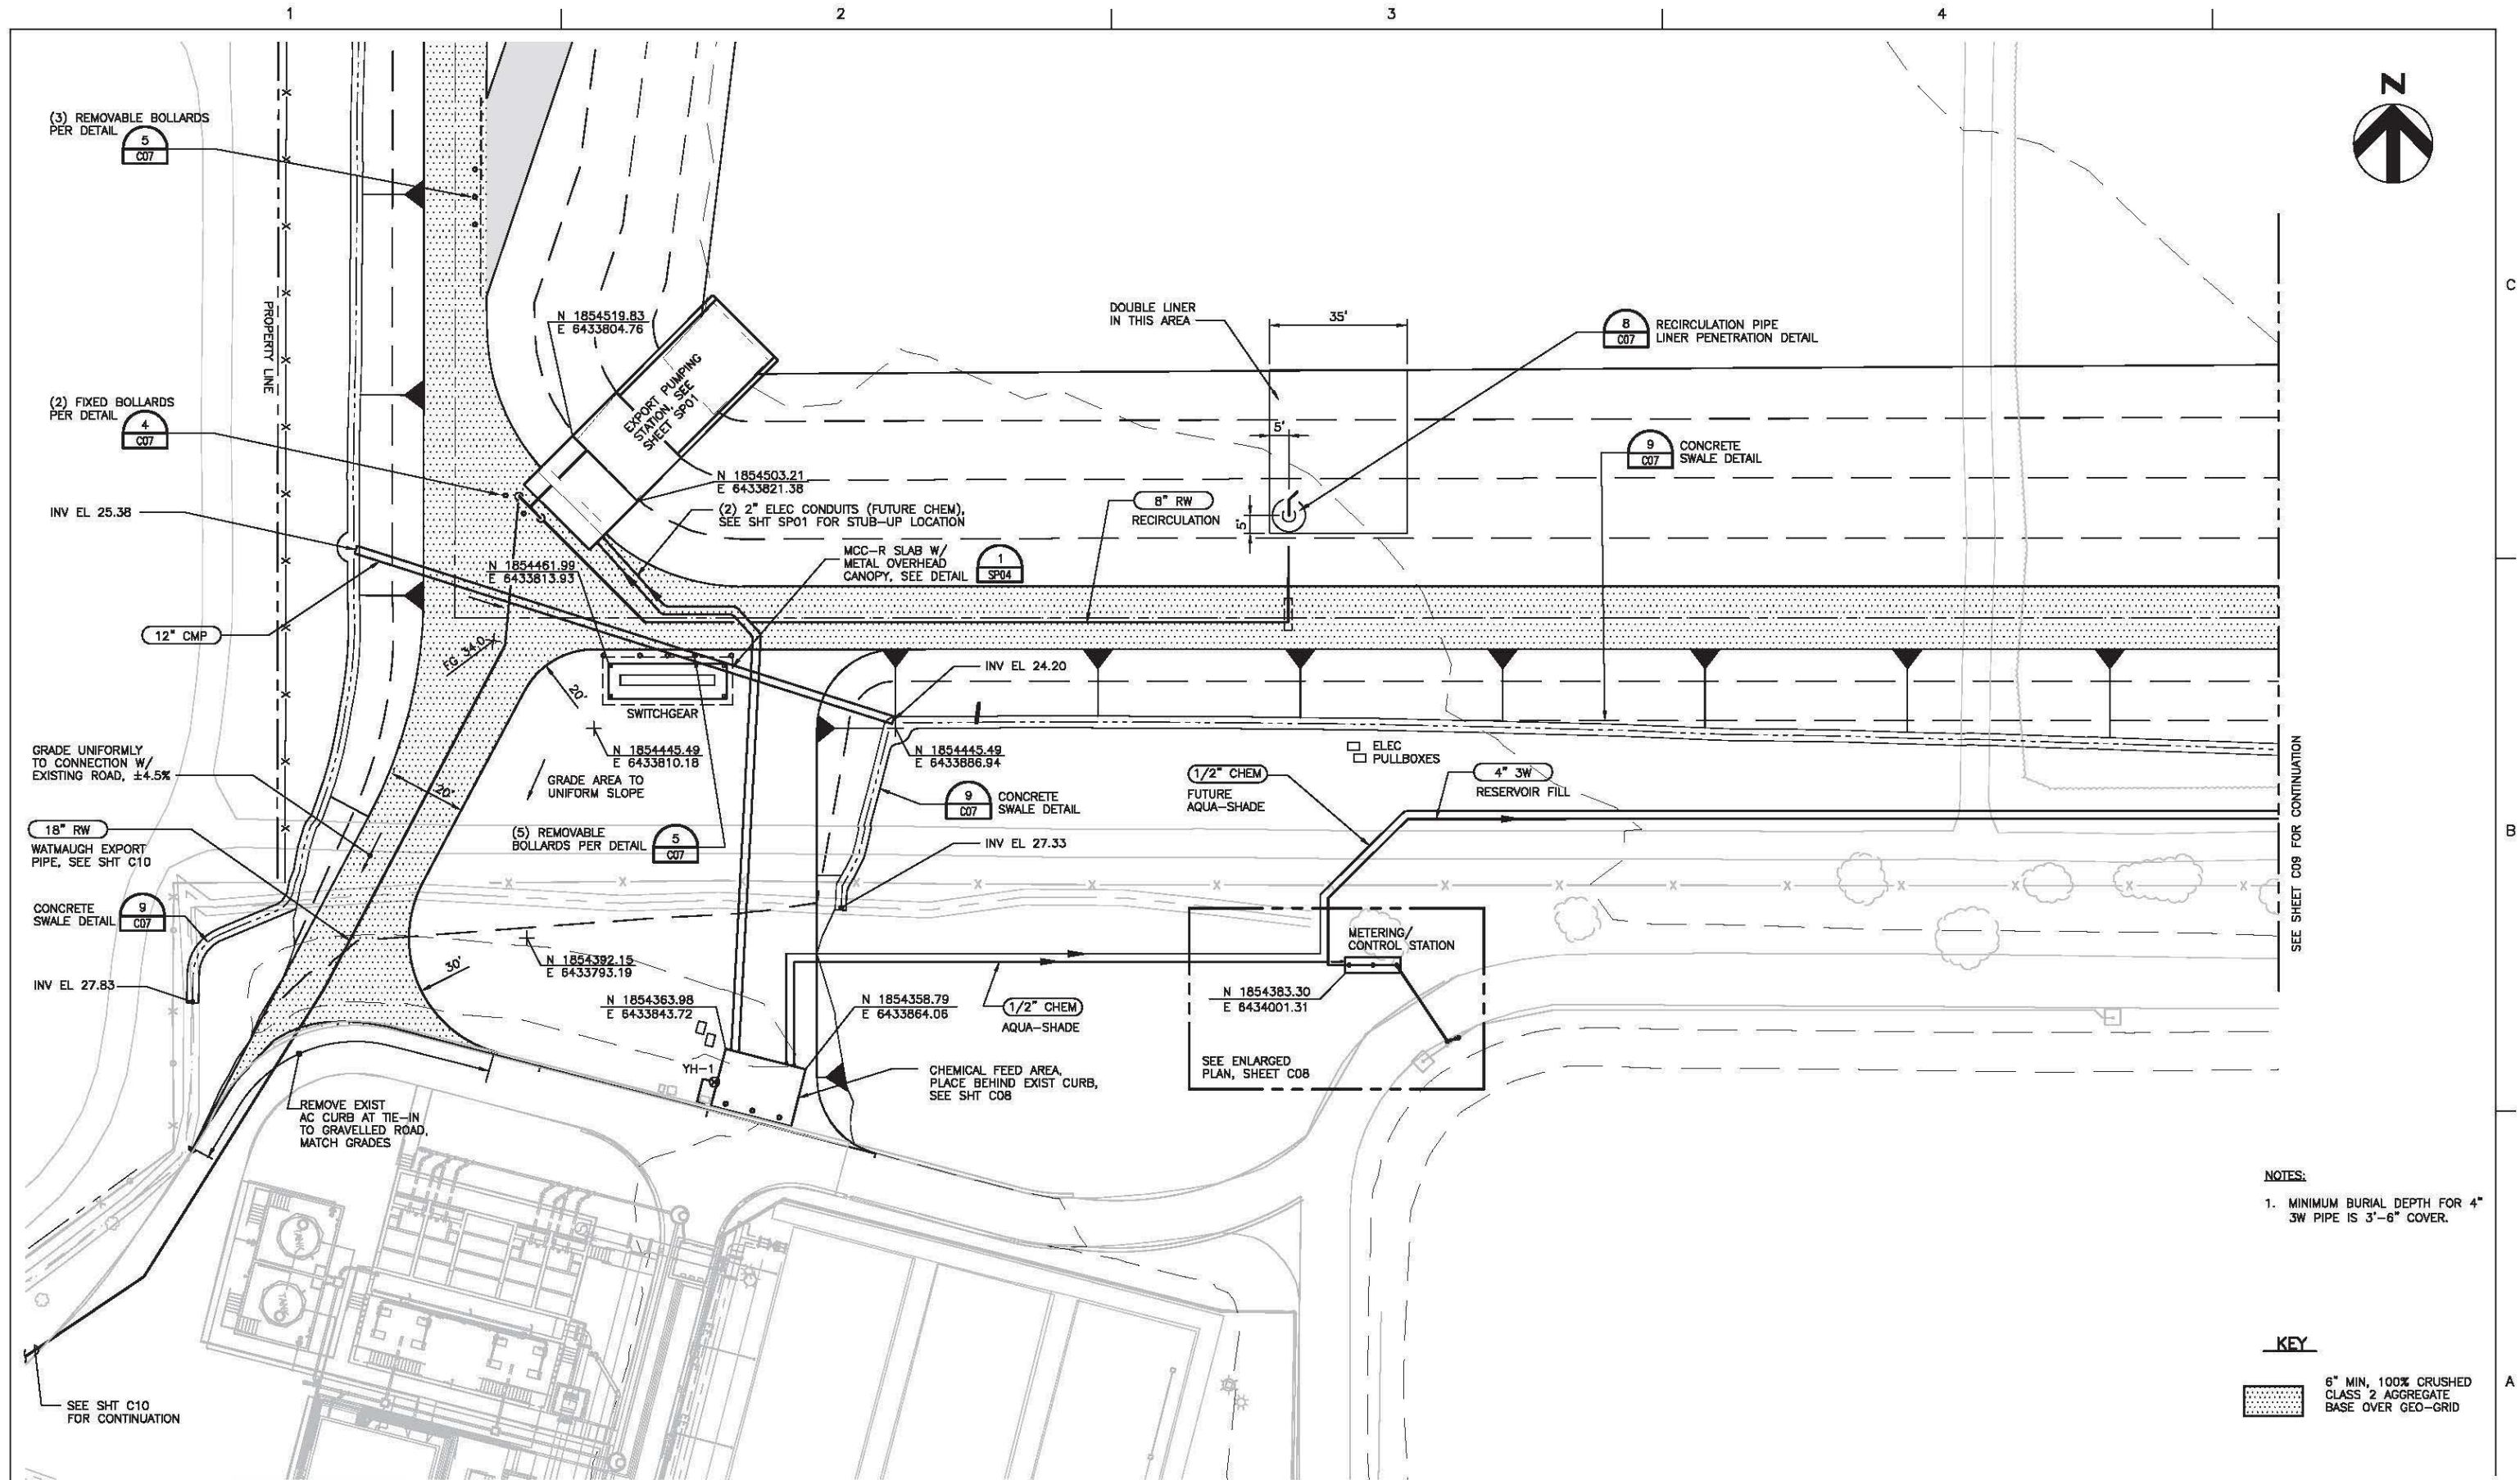 1
2
3
4
N
C
B
A
(3) REMOVABLE BOLLARDS
PER DETAIL
5
C07
PROPERTY LINE
(2) FIXED BOLLARDS
PER DETAIL
4
C07
INV EL 25.38
12" CMP
FG 34.0
N 1854519.83
E 6433804.76
EXPORT PUMPING
STATION, SEE
SHEET SP01
N 1854503.21
E 6433821.38
(2) 2" ELEC CONDUITS (FUTURE CHEM),
SEE SHT SP01 FOR STUB-UP LOCATION
N 1854461.99
E 6433813.93
MCC-R SLAB W/
METAL OVERHEAD
CANOPY, SEE DETAIL
1
SP04
DOUBLE LINER
IN THIS AREA
35'
5'
5'
8
C07
RECIRCULATION PIPE
LINER PENETRATION DETAIL
8" RW
RECIRCULATION
9
C07
CONCRETE
SWALE DETAIL
20'
SWITCHGEAR
INV EL 24.20
N 1854445.49
E 6433810.18
N 1854445.49
E 6433886.94
GRADE AREA TO
UNIFORM SLOPE
ELEC
PULLBOXES
GRADE UNIFORMLY
TO CONNECTION W/
EXISTING ROAD, ±4.5%
20'
1/2" CHEM
FUTURE
AQUA-SHADE
4" 3W
RESERVOIR FILL
9
C07
CONCRETE
SWALE DETAIL
18" RW
WATMAUGH EXPORT
PIPE, SEE SHT C10
(5) REMOVABLE
BOLLARDS PER DETAIL
5
C07
INV EL 27.33
SEE SHEET C09 FOR CONTINUATION
CONCRETE
SWALE DETAIL
9
C07
INV EL 27.83
30'
N 1854392.15
E 6433793.19
METERING/
CONTROL STATION
N 1854383.30
E 6434001.31
N 1854363.98
E 6433843.72
N 1854358.79
E 6433864.06
1/2" CHEM
AQUA-SHADE
SEE ENLARGED
PLAN, SHEET C08
YH-1
CHEMICAL FEED AREA,
PLACE BEHIND EXIST CURB,
SEE SHT C08
REMOVE EXIST
AC CURB AT TIE-IN
TO GRAVELLED ROAD,
MATCH GRADES
TANK
TANK
SEE SHT C10
FOR CONTINUATION
NOTES:
1. MINIMUM BURIAL DEPTH FOR 4"
3W PIPE IS 3'-6" COVER.
KEY
6" MIN, 100% CRUSHED
CLASS 2 AGGREGATE
BASE OVER GEO-GRID